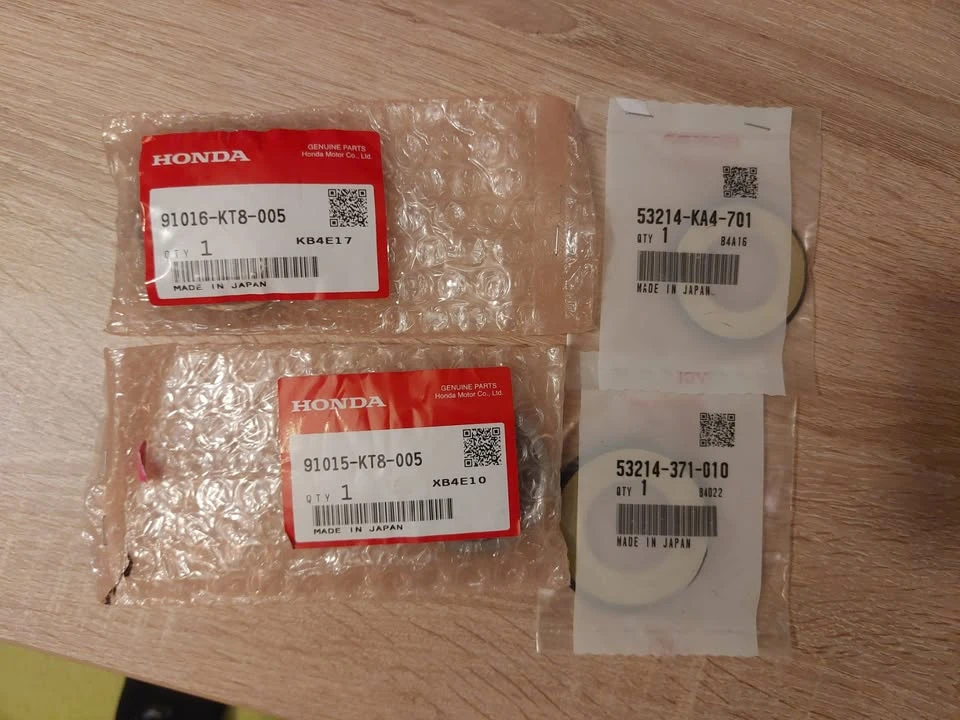 HONDA
GENUINE PARTS
Honda Motor Co., Ltd.
91016-KT8-005
QTY 1
KB4E17
MADE IN JAPAN
53214-KA4-701
QTY 1
B4A16
MADE IN JAPAN
HONDA
GENUINE PARTS
Honda Motor Co., Ltd.
91015-KT8-005
QTY 1
XB4E10
MADE IN JAPAN
53214-371-010
QTY 1
B4D22
MADE IN JAPAN